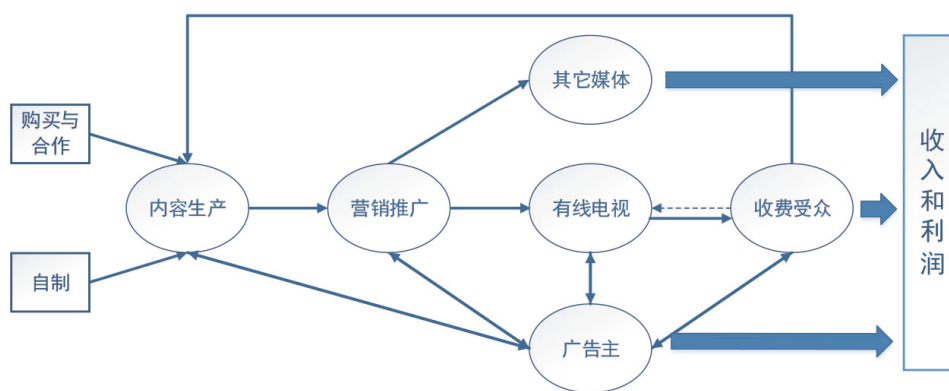 其它媒体
购买与
合作
内容生产
营销推广
有线电视
收费受众
自制
广告主
收
入
和
利
润